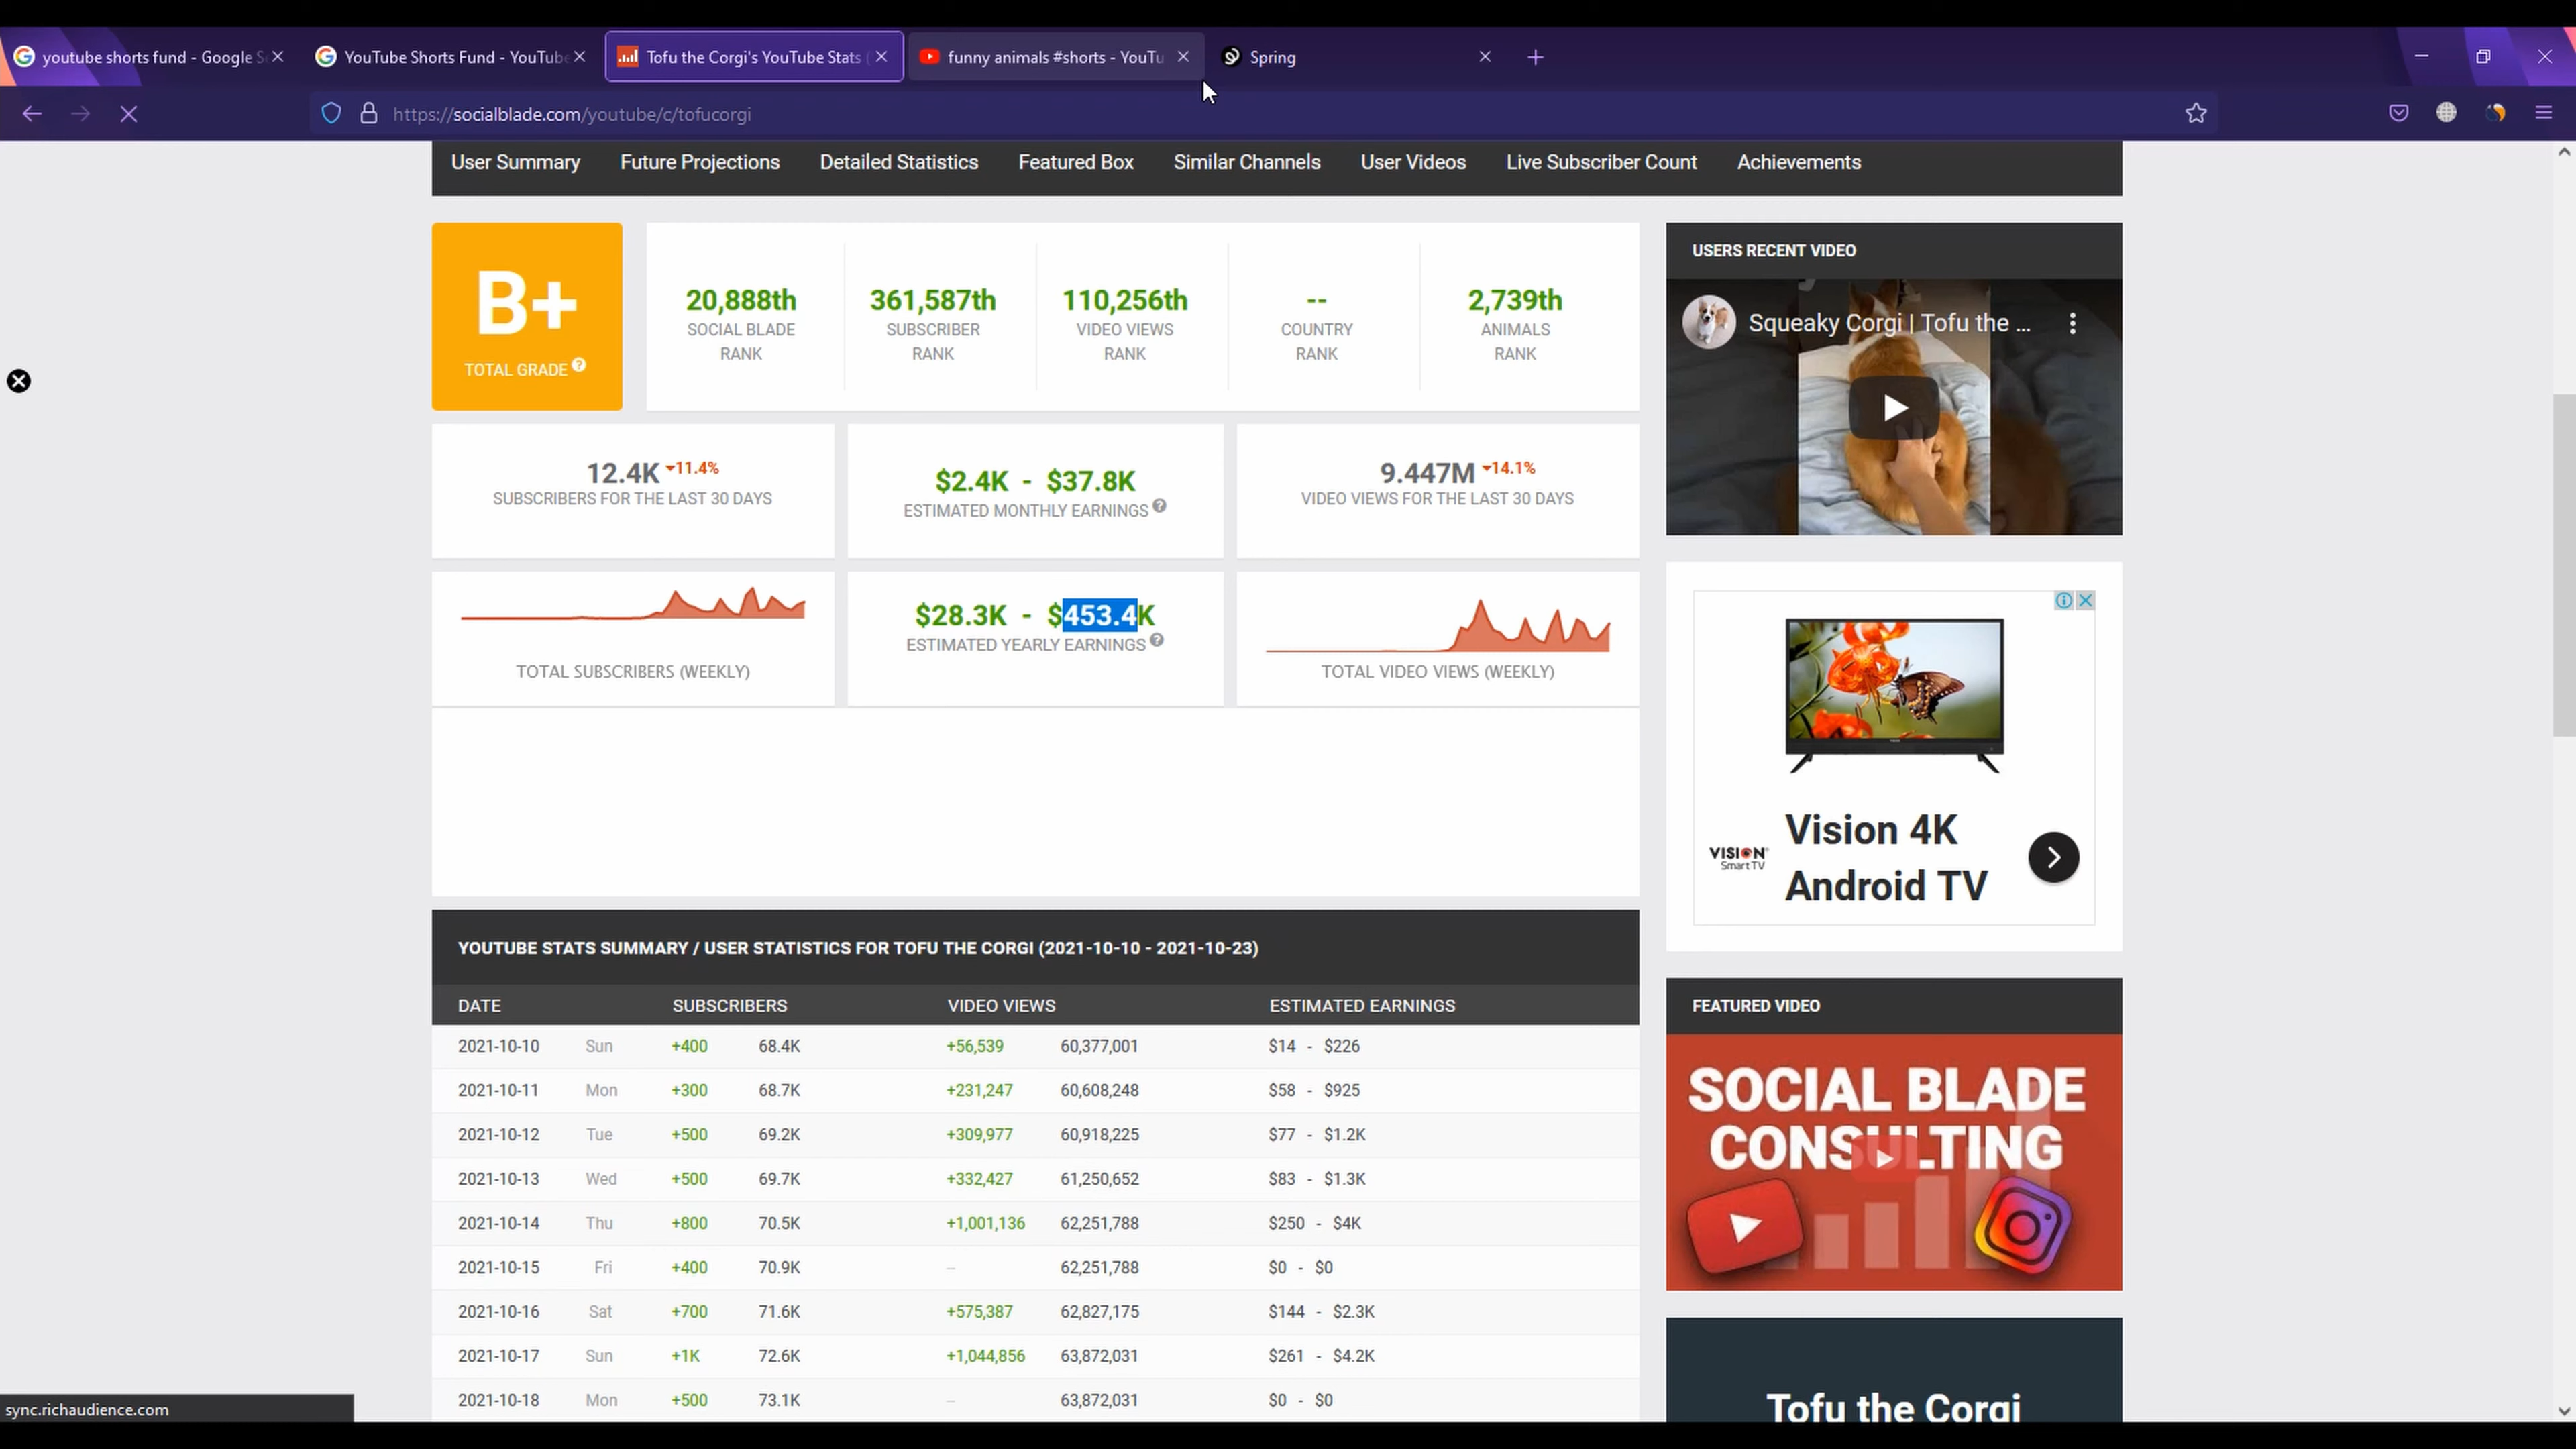 youtube shorts fund - Google S
YouTube Shorts Fund - YouTube
Tofu the Corgi's YouTube Stats (
funny animals #shorts - YouTu
Spring
https://socialblade.com/youtube/c/tofucorgi
User Summary Future Projections Detailed Statistics Featured Box Similar Channels User Videos Live Subscriber Count Achievements
B+
TOTAL GRADE
20,888th
SOCIAL BLADE
RANK
361,587th
SUBSCRIBER
RANK
110,256th
VIDEO VIEWS
RANK
--
COUNTRY
RANK
2,739th
ANIMALS
RANK
12.4K 11.4%
SUBSCRIBERS FOR THE LAST 30 DAYS
$2.4K - $37.8K
ESTIMATED MONTHLY EARNINGS
9.447M 14.1%
VIDEO VIEWS FOR THE LAST 30 DAYS
TOTAL SUBSCRIBERS (WEEKLY)
$28.3K - $453.4K
ESTIMATED YEARLY EARNINGS
TOTAL VIDEO VIEWS (WEEKLY)
USERS RECENT VIDEO
Squeaky Corgi | Tofu the ...
VISION
Smart TV
Vision 4K
Android TV
YOUTUBE STATS SUMMARY / USER STATISTICS FOR TOFU THE CORGI (2021-10-10 - 2021-10-23)
DATE SUBSCRIBERS VIDEO VIEWS ESTIMATED EARNINGS
2021-10-10 Sun +400 68.4K +56,539 60,377,001 $14 - $226
2021-10-11 Mon +300 68.7K +231,247 60,608,248 $58 - $925
2021-10-12 Tue +500 69.2K +309,977 60,918,225 $77 - $1.2K
2021-10-13 Wed +500 69.7K +332,427 61,250,652 $83 - $1.3K
2021-10-14 Thu +800 70.5K +1,001,136 62,251,788 $250 - $4K
2021-10-15 Fri +400 70.9K -- 62,251,788 $0 - $0
2021-10-16 Sat +700 71.6K +575,387 62,827,175 $144 - $2.3K
2021-10-17 Sun +1K 72.6K +1,044,856 63,872,031 $261 - $4.2K
2021-10-18 Mon +500 73.1K -- 63,872,031 $0 - $0
FEATURED VIDEO
SOCIAL BLADE
CONSULTING
Tofu the Corgi
sync.richaudience.com